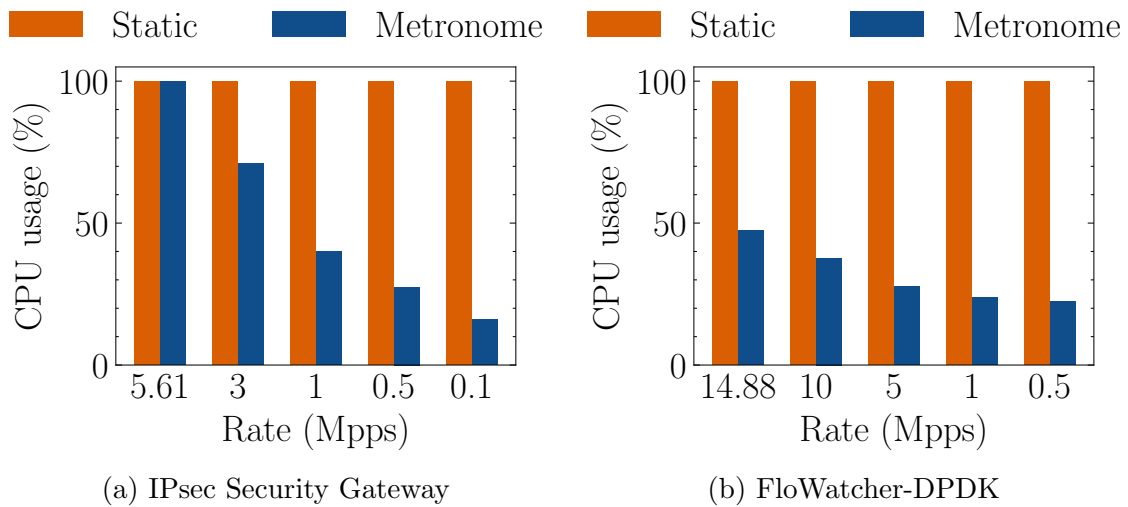 Static Metronome Static Metronome
CPU usage (%)
100
50
0
5.61 3 1 0.5 0.1
Rate (Mpps)
(a) IPsec Security Gateway
CPU usage (%)
100
50
0
14.88 10 5 1 0.5
Rate (Mpps)
(b) FloWatcher-DPDK